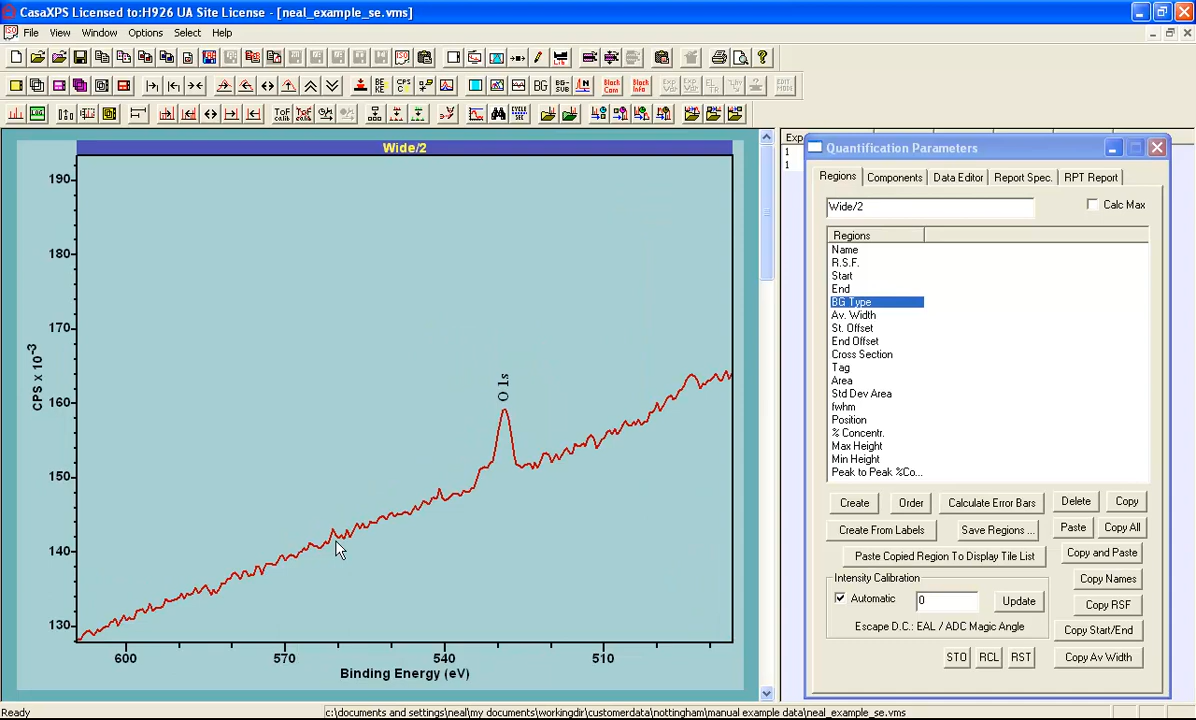 CasaXPS Licensed to:H926 UA Site License - [neal_example_se.vms]
File View Window Options Select Help
Wide/2
190
180
170
160
150
140
130
CPS x 10-3
O 1s
600 570 540 510
Binding Energy (eV)
Exp
1
1
Quantification Parameters
Regions Components Data Editor Report Spec. RPT Report
Wide/2
Calc Max
Regions
Name
R.S.F.
Start
End
BG Type
Av. Width
St. Offset
End Offset
Cross Section
Tag
Area
Std Dev Area
fwhm
Position
% Concentr.
Max Height
Min Height
Peak to Peak %Co...
Create Order Calculate Error Bars Delete Copy
Create From Labels Save Regions ... Paste Copy All
Paste Copied Region To Display Tile List Copy and Paste
Intensity Calibration
Copy Names
Automatic 0 Update Copy RSF
Escape D.C.: EAL / ADC Magic Angle Copy Start/End
STO RCL RST Copy Av Width
Ready c:\documents and settings\neal\my documents\workingdir\customerdata\nottingham\manual example data\neal_example_se.vms